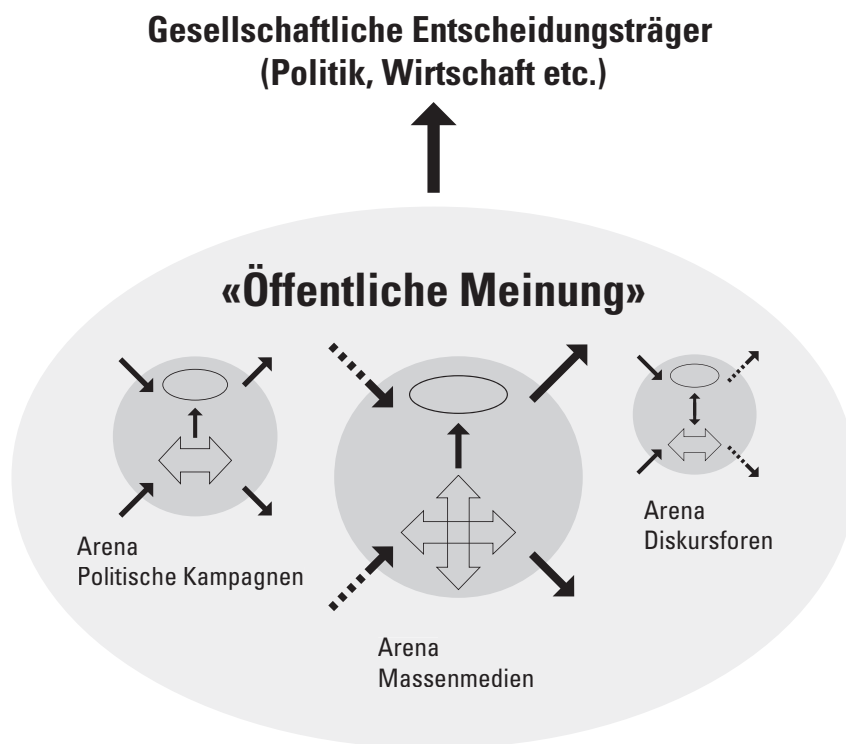 Gesellschaftliche Entscheidungsträger
(Politik, Wirtschaft etc.)
«Öffentliche Meinung»
Arena
Politische Kampagnen
Arena
Massenmedien
Arena
Diskursforen